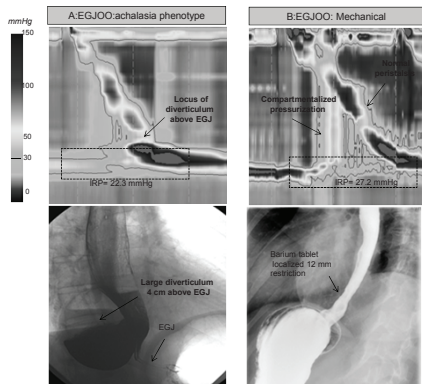 mmHg
150
100
50
30
0
A:EGJOO:achalasia phenotype
Locus of
diverticulum
above EGJ
IRP= 22.3 mmHg
Large diverticulum
4 cm above EGJ
EGJ
B:EGJOO: Mechanical
Normal
peristalsis
Compartmentalized
pressurization
IRP= 27.2 mmHg
Barium tablet
localized 12 mm
restriction